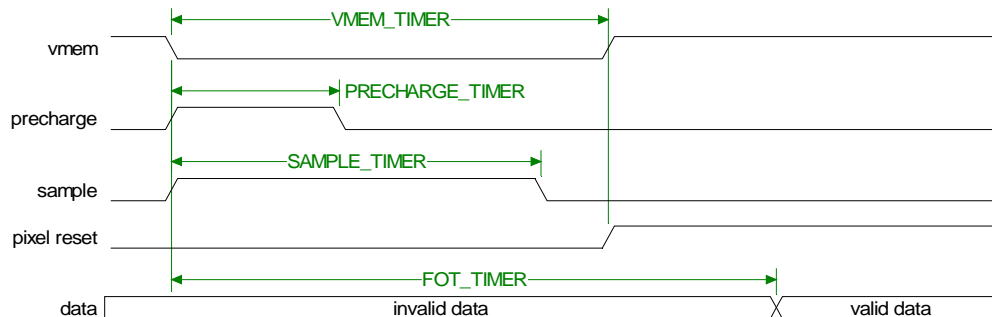 VMEM_TIMER
vmem
PRECHARGE_TIMER
precharge
SAMPLE_TIMER
sample
pixel reset
FOT_TIMER
data invalid data valid data